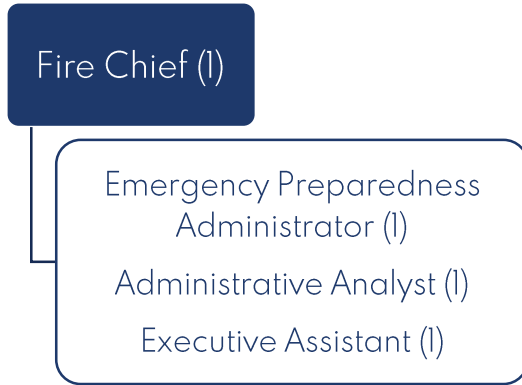 Fire Chief (1)
Emergency Preparedness
Administrator (1)
Administrative Analyst (1)
Executive Assistant (1)